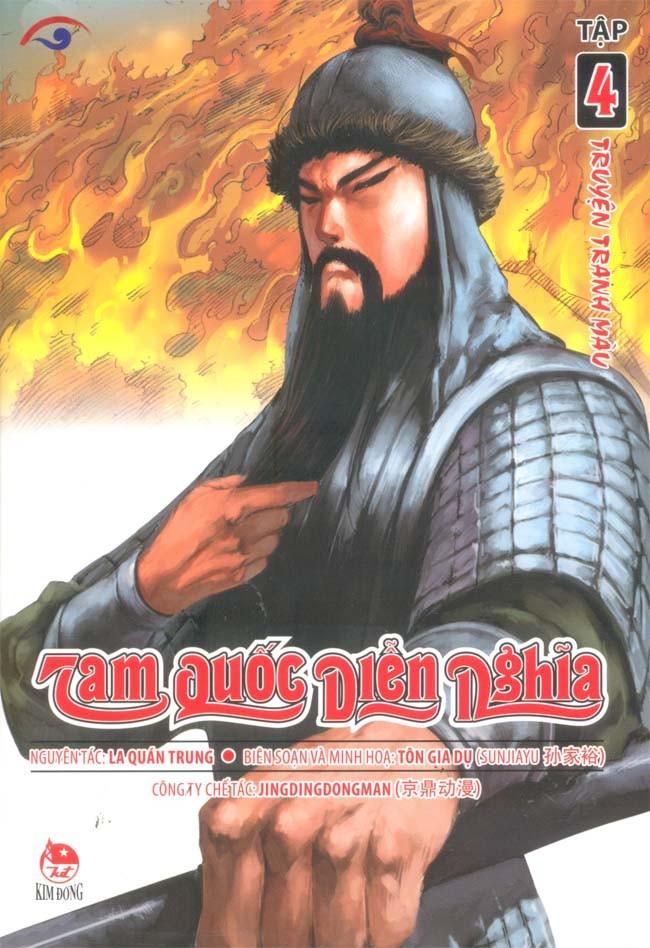 TẬP
4
TRUYỆN TRANH MÀU
Tam Quốc Diễn Nghĩa
NGUYÊN TÁC: LA QUÁN TRUNG • BIÊN SOẠN VÀ MINH HOẠ: TÔN GIA DỤ (SUNJIAYU 孙家裕)
CÔNG TY CHẾ TÁC: JINGDINGDONGMAN (京鼎动漫)
Kđ
KIM ĐỒNG